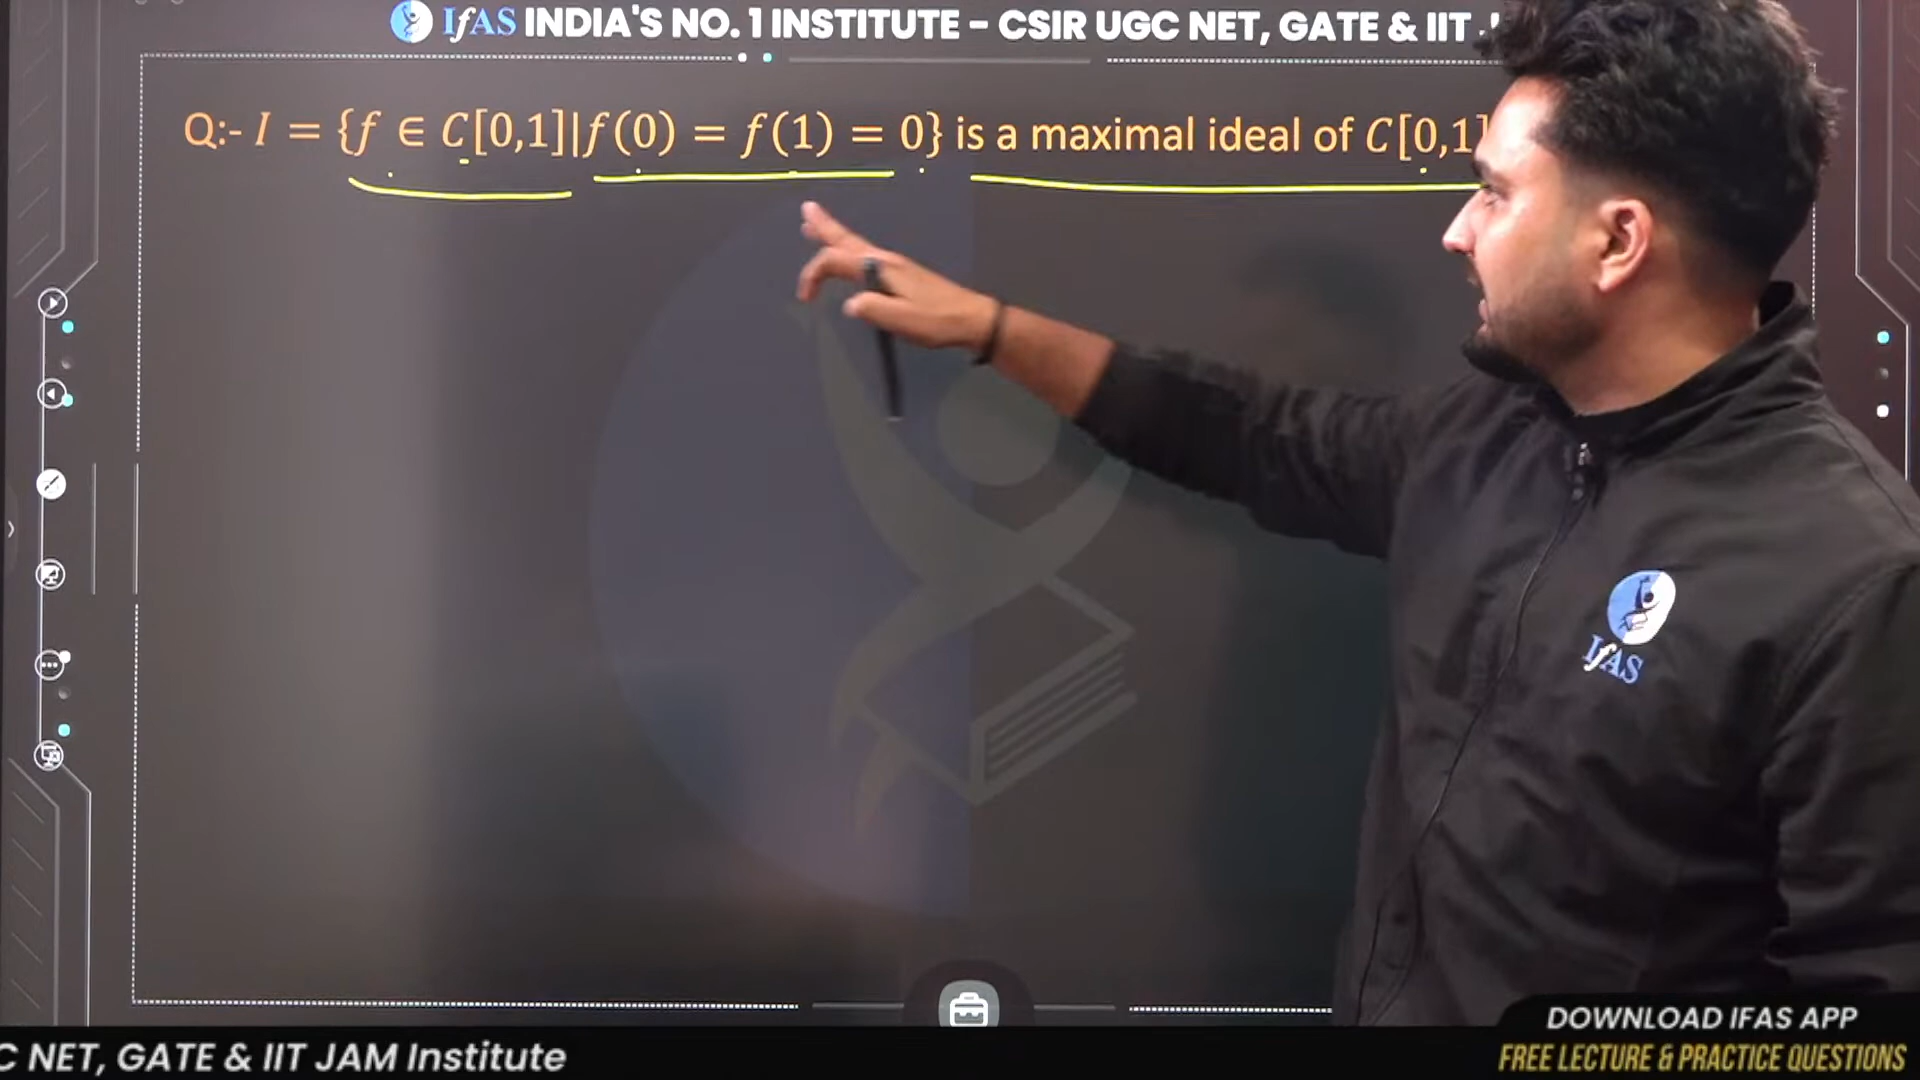 IfAS INDIA'S NO. 1 INSTITUTE - CSIR UGC NET, GATE & IIT
Q:- I = {f ∈ C[0,1]|f(0) = f(1) = 0} is a maximal ideal of C[0,1]
IfAS
DOWNLOAD IFAS APP
C NET, GATE & IIT JAM Institute
FREE LECTURE & PRACTICE QUESTIONS